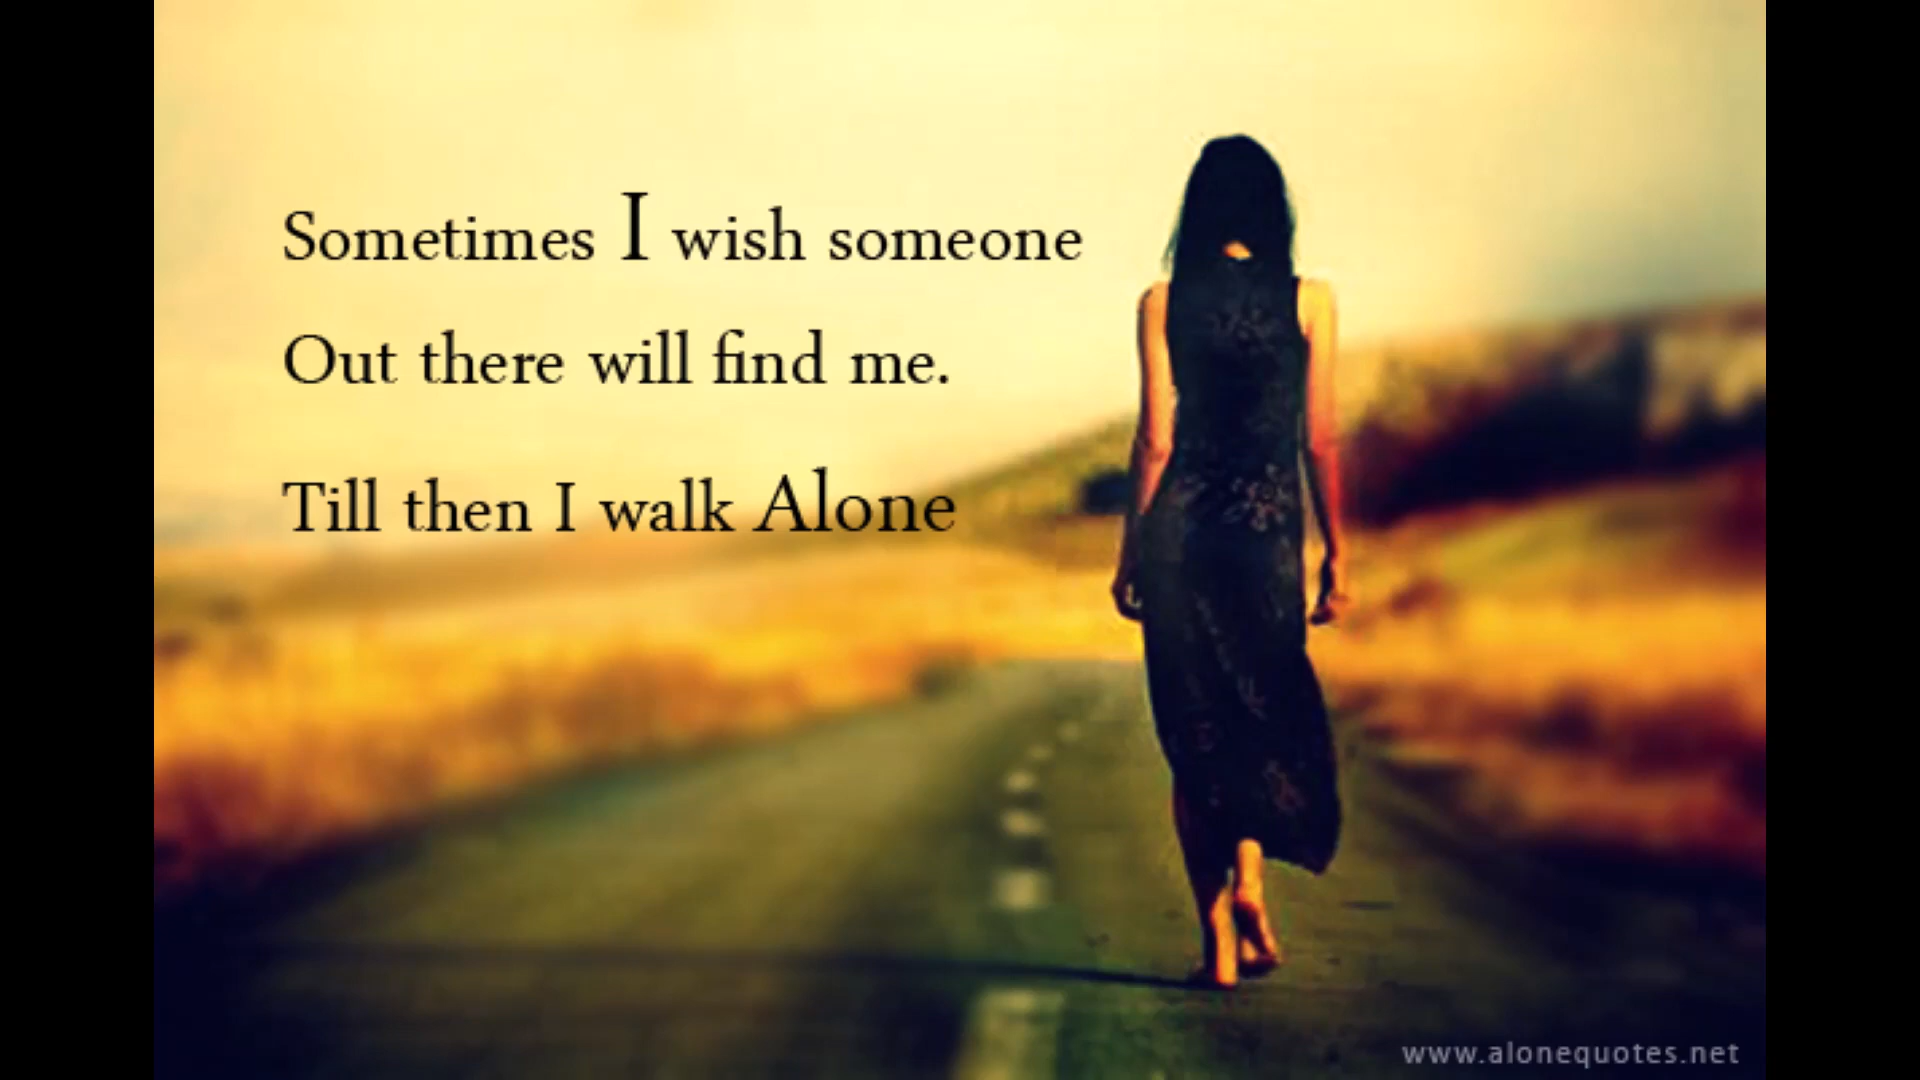 Sometimes I wish someone
Out there will find me.
Till then I walk Alone
www.alonequotes.net